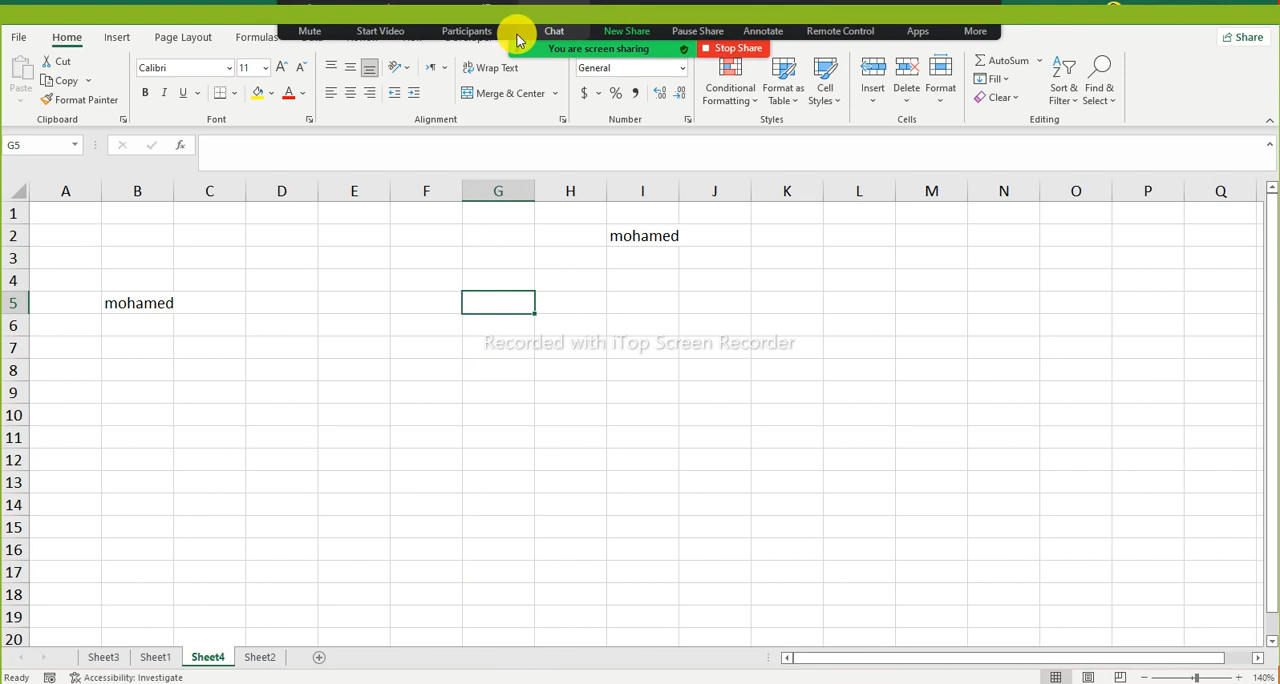 Mute Start Video Participants Chat New Share Pause Share Annotate Remote Control Apps More
You are screen sharing Stop Share
File Home Insert Page Layout Formulas Share
Paste Cut Copy Format Painter
Clipboard
Calibri 11
B I U A
Font
Wrap Text
Merge & Center
Alignment
General
$ % 9
Number
Conditional Formatting Format as Table Cell Styles
Styles
Insert Delete Format
Cells
AutoSum Fill Clear Sort & Filter Find & Select
Editing
G5 fx
A B C D E F G H I J K L M N O P Q
1
2 mohamed
3
4
5 mohamed
6
Recorded with iTop Screen Recorder
7
8
9
10
11
12
13
14
15
16
17
18
19
20
Sheet3 Sheet1 Sheet4 Sheet2
Ready Accessibility: Investigate 140%